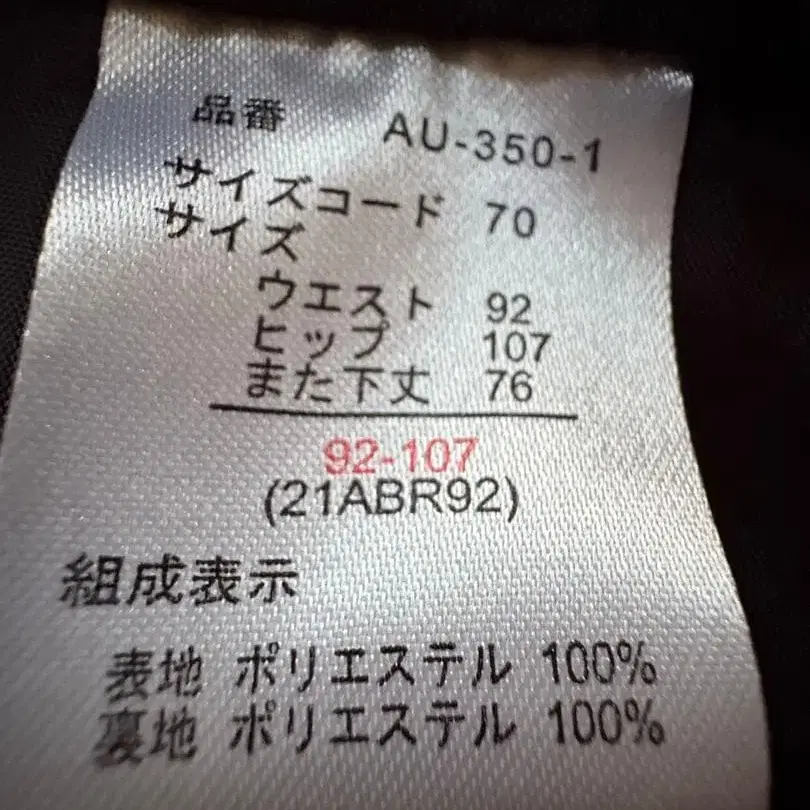 品番 AU-350-1
サイズコード 70
サイズ
ウエスト 92
ヒップ 107
また下丈 76
92-107
(21ABR92)
組成表示
表地 ポリエステル 100%
裏地 ポリエステル 100%